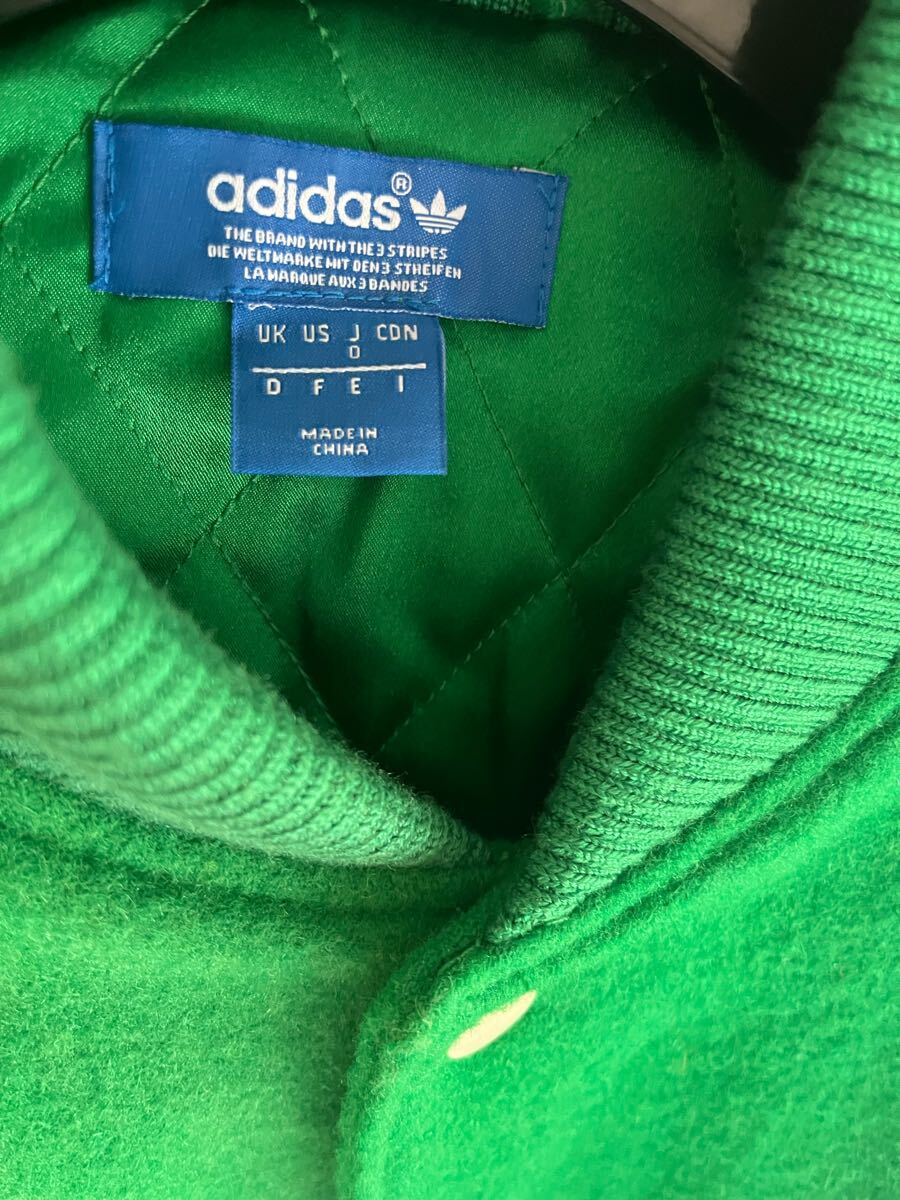 adidas®
THE BRAND WITH THE 3 STRIPES
DIE WELTMARKE MIT DEN 3 STREIFEN
LA MARQUE AUX 3 BANDES
UK US J CDN
O
D F E I
MADE IN
CHINA